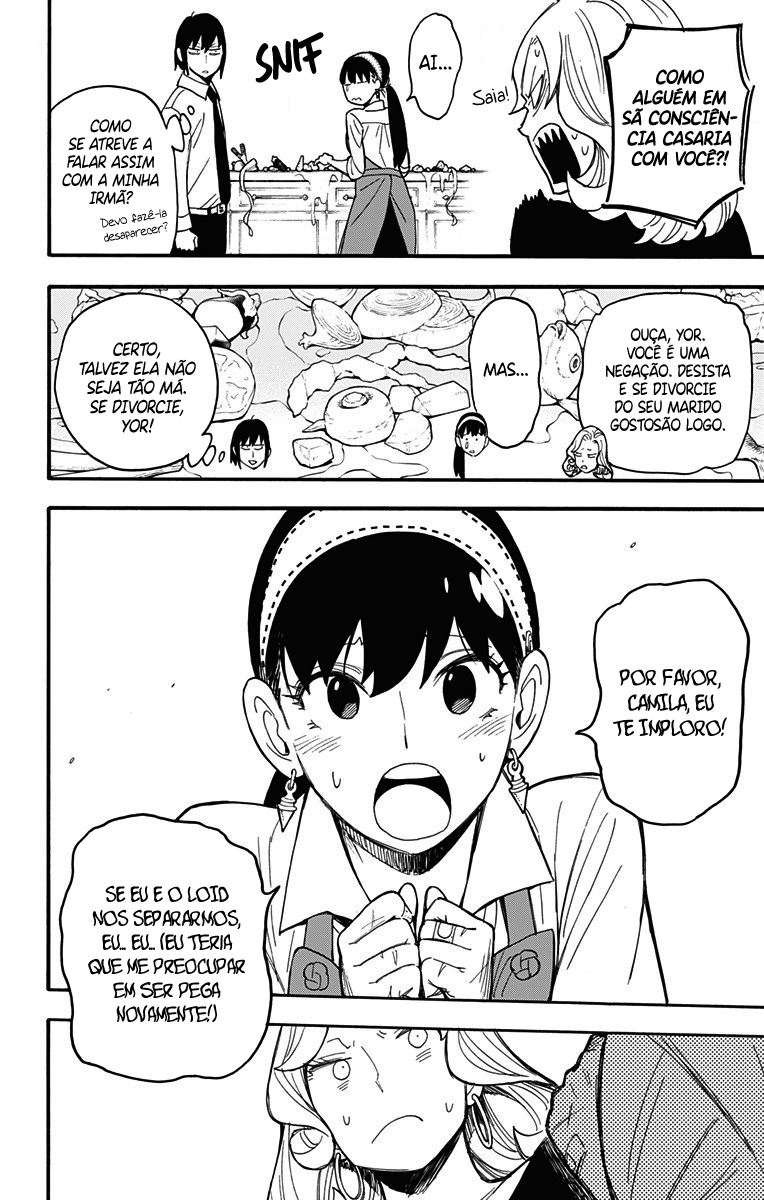 COMO
ALGUÉM EM
SÃ CONSCIÊN-
CIA CASARIA
COM VOCÊ?!
Saia!
AI...
SNIF
COMO
SE ATREVE A
FALAR ASSIM
COM A MINHA
IRMÃ?
Devo fazê-la
desaparecer?
OUÇA, YOR.
VOCÊ É UMA
NEGAÇÃO. DESISTA
E SE DIVORCIE
DO SEU MARIDO
GOSTOSÃO LOGO.
MAS...
CERTO,
TALVEZ ELA NÃO
SEJA TÃO MÁ.
SE DIVORCIE,
YOR!
POR FAVOR,
CAMILA, EU
TE IMPLORO!
SE EU E O LOID
NOS SEPARARMOS,
EU... EU... (EU TERIA
QUE ME PREOCUPAR
EM SER PEGA
NOVAMENTE!)